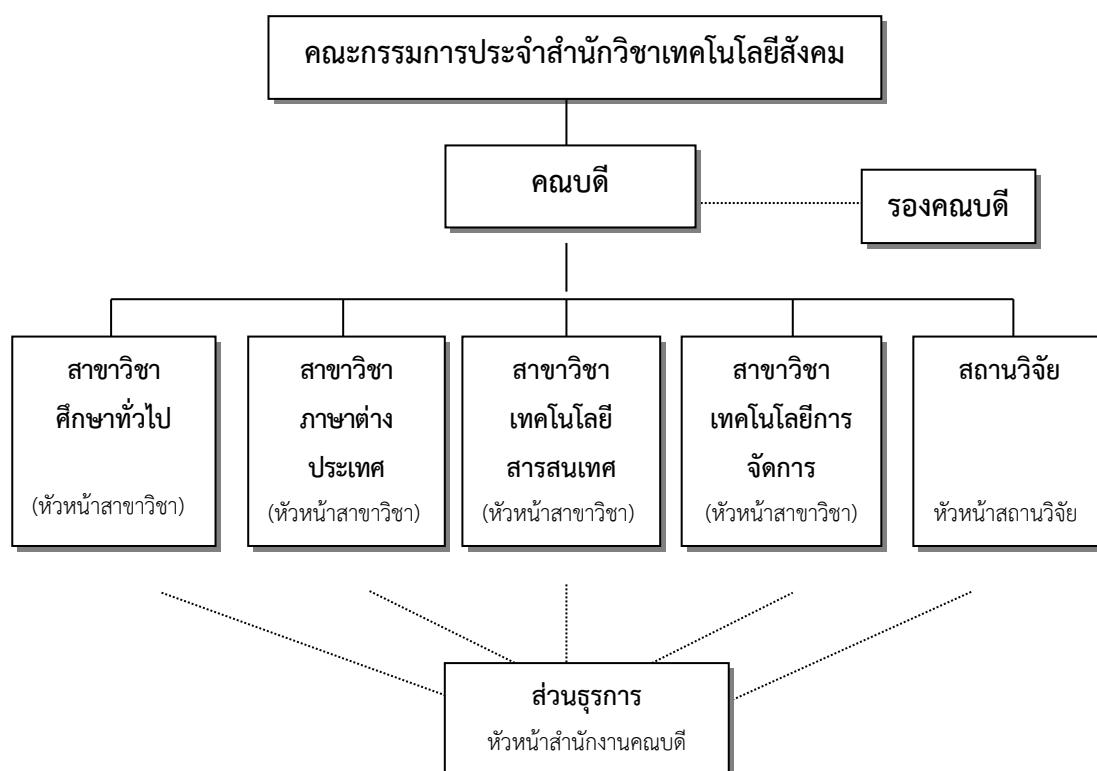 คณะกรรมการประจำสำนักวิชาเทคโนโลยีสังคม
คณบดี
รองคณบดี
สาขาวิชา
ศึกษาทั่วไป
(หัวหน้าสาขาวิชา)
สาขาวิชา
ภาษาต่าง
ประเทศ
(หัวหน้าสาขาวิชา)
สาขาวิชา
เทคโนโลยี
สารสนเทศ
(หัวหน้าสาขาวิชา)
สาขาวิชา
เทคโนโลยีการ
จัดการ
(หัวหน้าสาขาวิชา)
สถานวิจัย
หัวหน้าสถานวิจัย
ส่วนธุรการ
หัวหน้าสำนักงานคณบดี